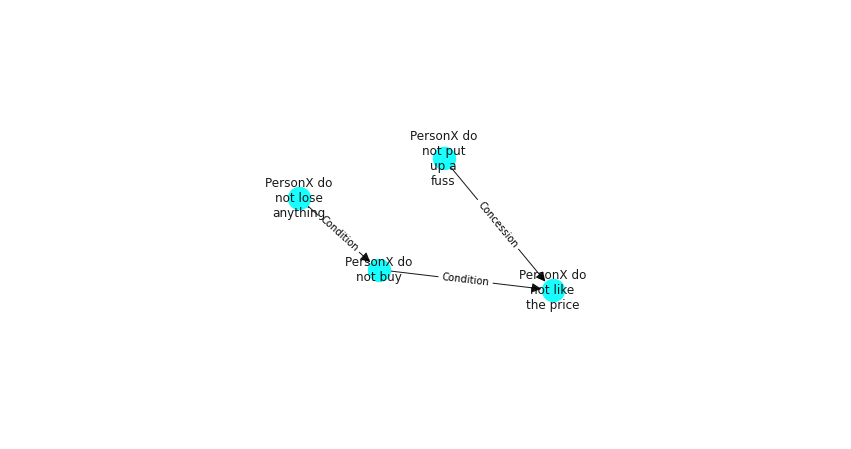 PersonX do
not put
up a
fuss
PersonX do
not lose
anything
Concession
Condition
PersonX do
not buy
Condition
PersonX do
not like
the price